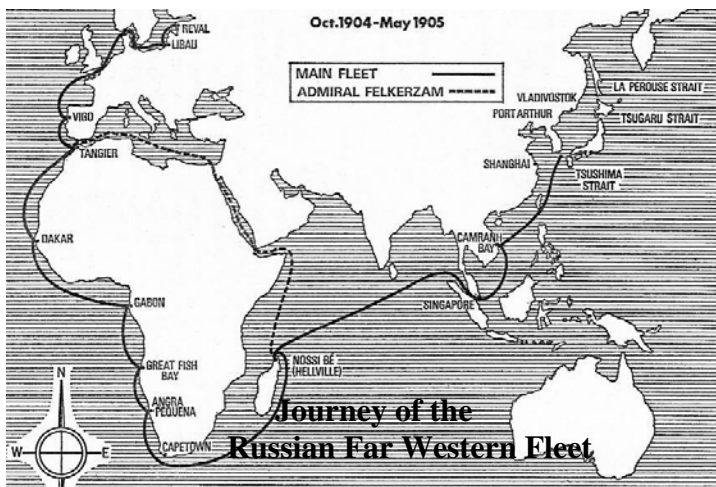 Oct.1904-May 1905
MAIN FLEET
ADMIRAL FELKERZAM
REVAL
LIBAU
VIGO
TANGIER
DAKAR
GABON
GREAT FISH
BAY
ANGRA
PEQUENA
CAPETOWN
NOSSI BÉ
(HELLVILLE)
SINGAPORE
CAMRANH
BAY
SHANGHAI
PORT ARTHUR
VLADIVOSTOK
LA PEROUSE STRAIT
TSUGARU STRAIT
TSUSHIMA
STRAIT
N
W
E
S
Journey of the
Russian Far Western Fleet